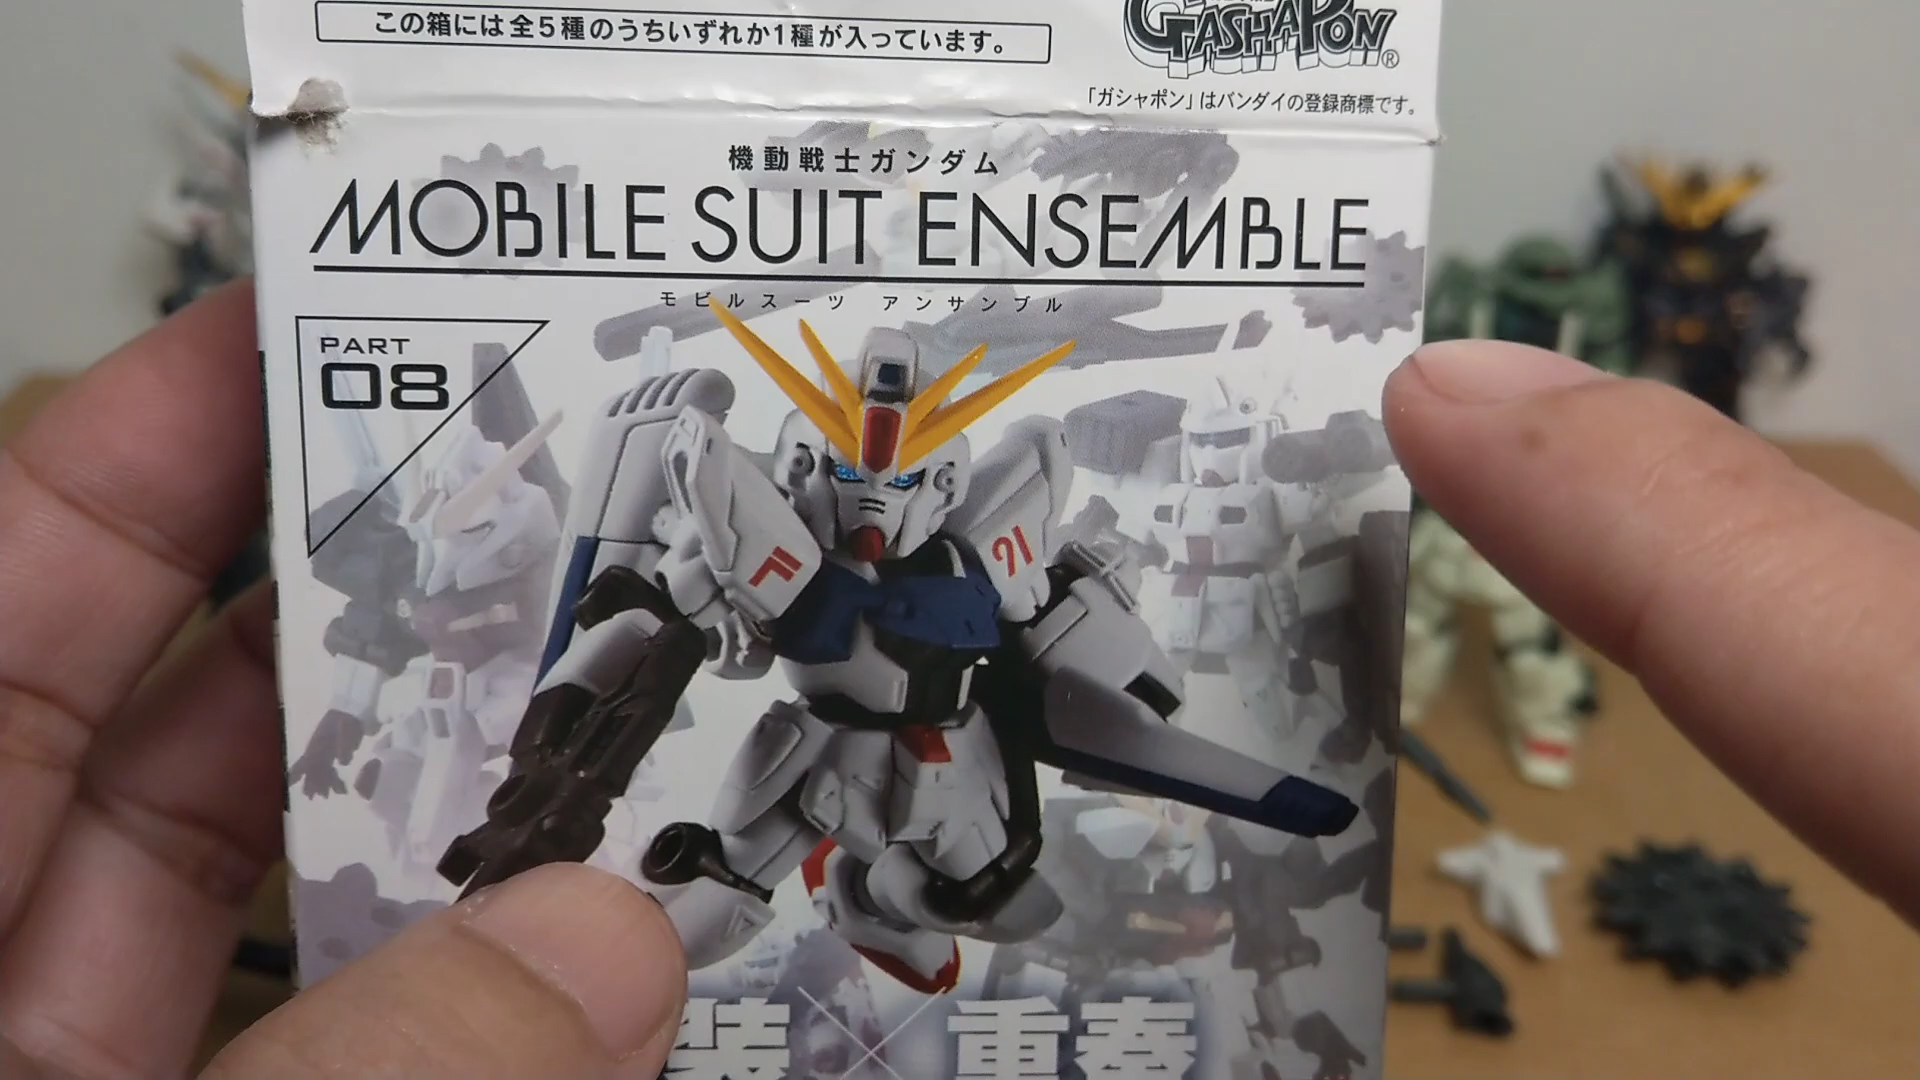 この箱には全5種のうちいずれか1種が入っています。
GASHAPON®
「ガシャポン」はバンダイの登録商標です。
機動戦士ガンダム
MOBILE SUIT ENSEMBLE
モビルスーツ アンサンブル
PART
08
F
91
装×重奏